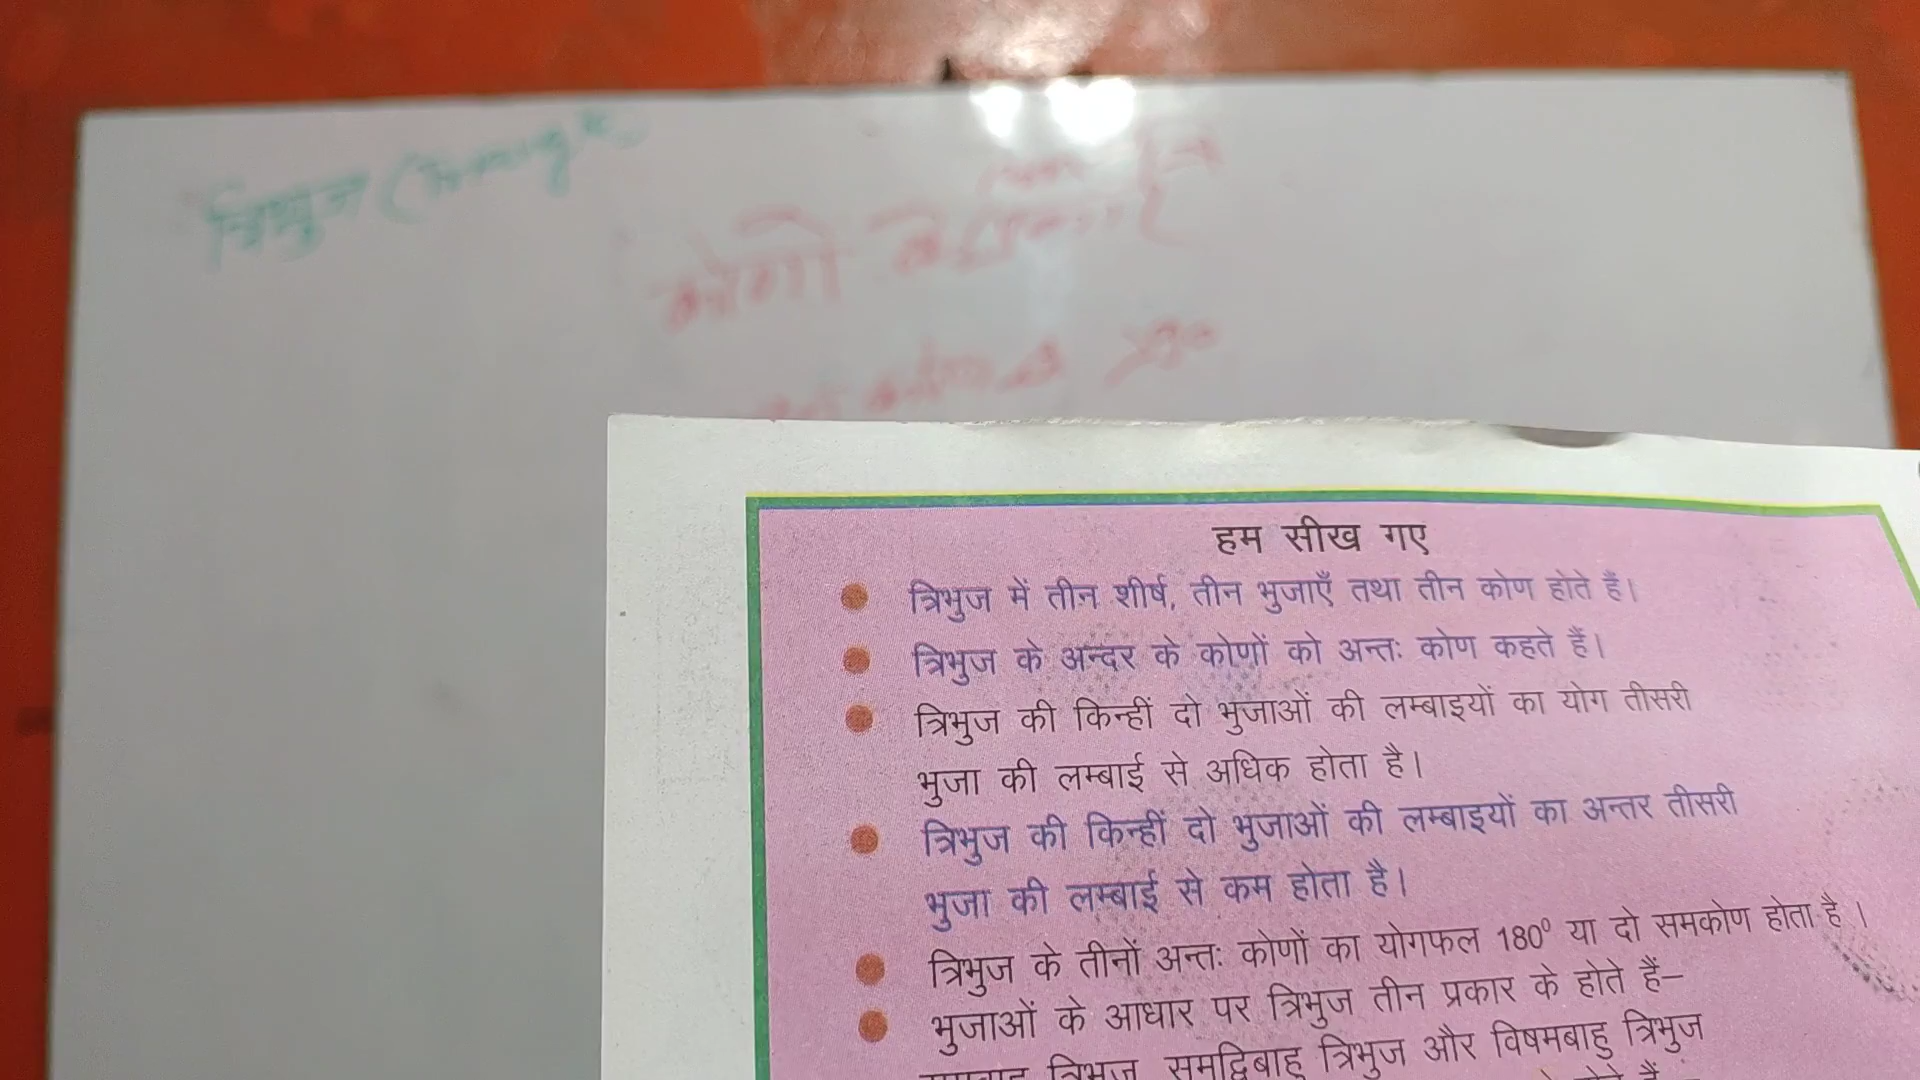 त्रिभुज
कोणों के
हम सीख गए
त्रिभुज में तीन शीर्ष, तीन भुजाएँ तथा तीन कोण होते हैं।
त्रिभुज के अन्दर के कोणों को अन्तः कोण कहते हैं।
त्रिभुज की किन्हीं दो भुजाओं की लम्बाइयों का योग तीसरी
भुजा की लम्बाई से अधिक होता है।
त्रिभुज की किन्हीं दो भुजाओं की लम्बाइयों का अन्तर तीसरी
भुजा की लम्बाई से कम होता है।
त्रिभुज के तीनों अन्तः कोणों का योगफल 180⁰ या दो समकोण होता है ।
भुजाओं के आधार पर त्रिभुज तीन प्रकार के होते हैं–
त्रिभुज, समद्विबाहु त्रिभुज और विषमबाहु त्रिभुज